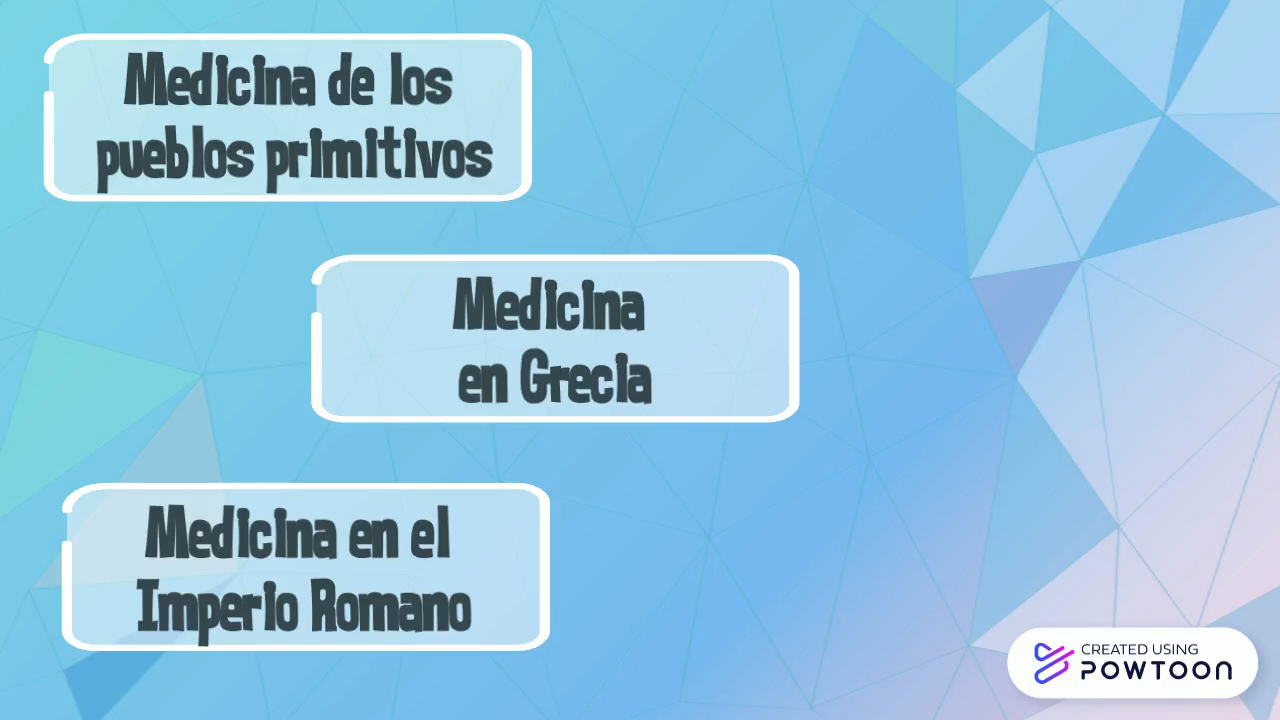 Medicina de los
pueblos primitivos
Medicina
en Grecia
Medicina en el
Imperio Romano
CREATED USING
POWTOON